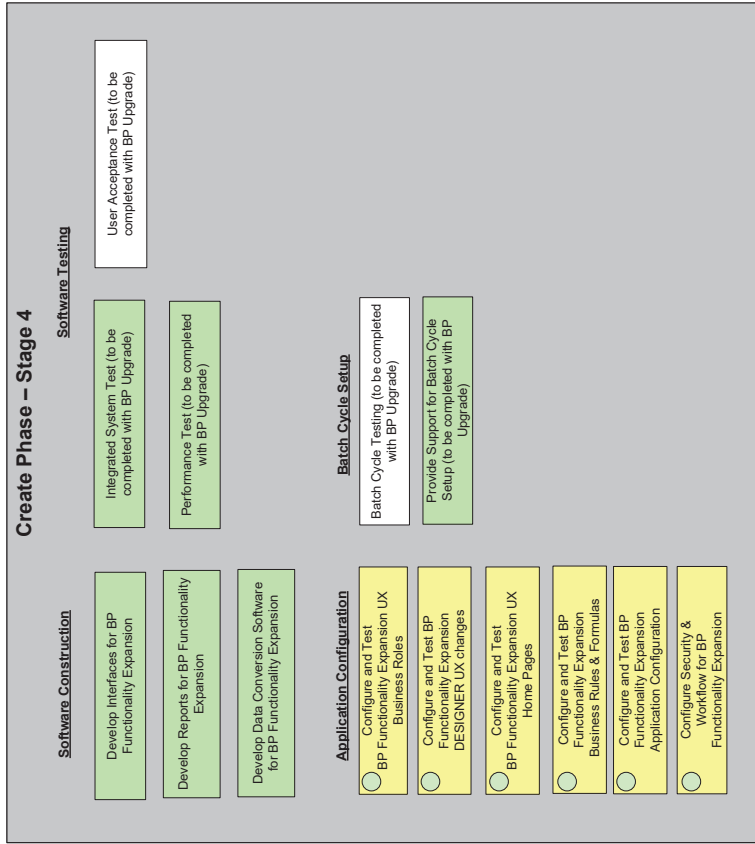 Create Phase – Stage 4
Software Construction
Develop Interfaces for BP
Functionality Expansion
Develop Reports for BP Functionality
Expansion
Develop Data Conversion Software
for BP Functionality Expansion
Software Testing
Integrated System Test (to be
completed with BP Upgrade)
User Acceptance Test (to be
completed with BP Upgrade)
Performance Test (to be completed
with BP Upgrade)
Application Configuration
Configure and Test
BP Functionality Expansion UX
Business Roles
Configure and Test BP
Functionality Expansion
DESIGNER UX changes
Configure and Test
BP Functionality Expansion UX
Home Pages
Configure and Test BP
Functionality Expansion
Business Rules & Formulas
Configure and Test BP
Functionality Expansion
Application Configuration
Configure Security &
Workflow for BP
Functionality Expansion
Batch Cycle Setup
Batch Cycle Testing (to be completed
with BP Upgrade)
Provide Support for Batch Cycle
Setup (to be completed with BP
Upgrade)